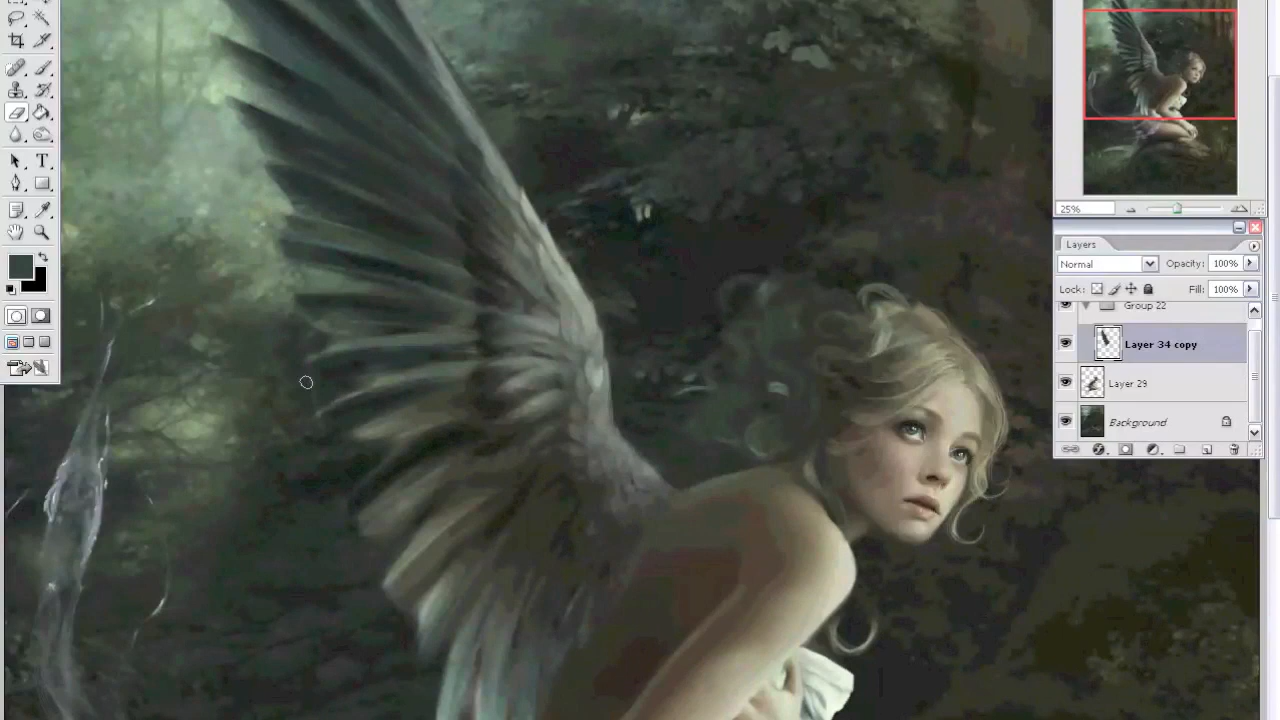 25%
Layers
Normal
Opacity: 100%
Lock:
Fill: 100%
Group 22
Layer 34 copy
Layer 29
Background